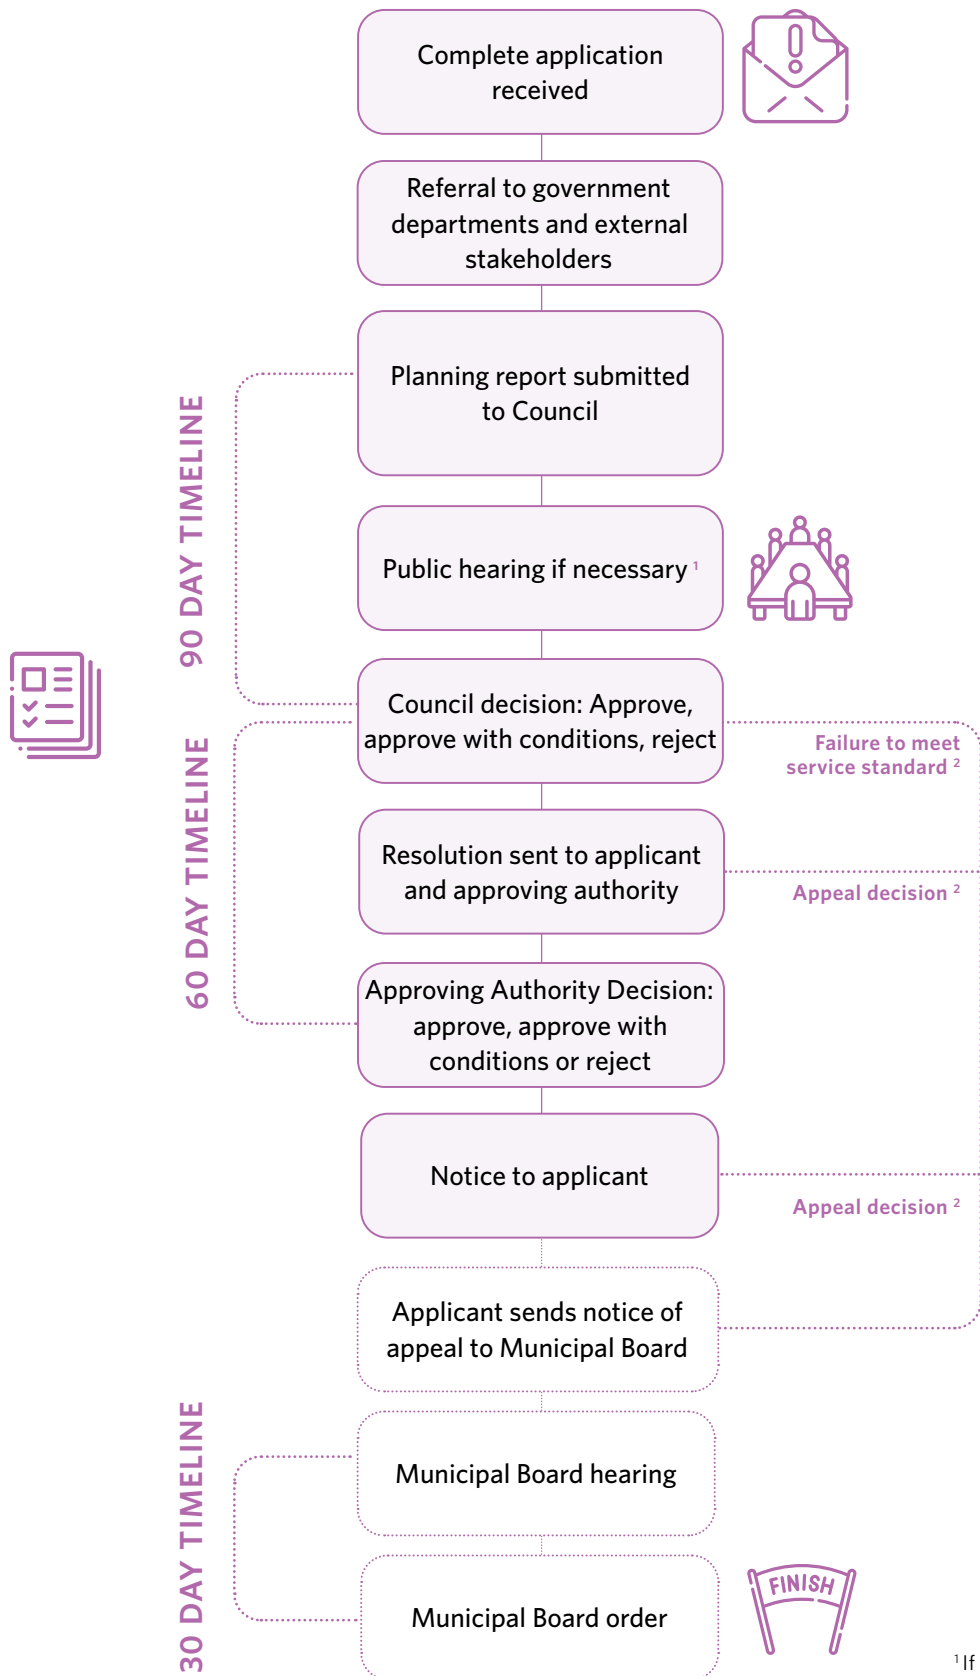 Complete application
received
Referral to government
departments and external
stakeholders
Planning report submitted
to Council
90 DAY TIMELINE
Public hearing if necessary ¹
Council decision: Approve,
approve with conditions, reject
Failure to meet
service standard ²
60 DAY TIMELINE
Resolution sent to applicant
and approving authority
Appeal decision ²
Approving Authority Decision:
approve, approve with
conditions or reject
Notice to applicant
Appeal decision ²
Applicant sends notice of
appeal to Municipal Board
30 DAY TIMELINE
Municipal Board hearing
Municipal Board order
FINISH
¹ If